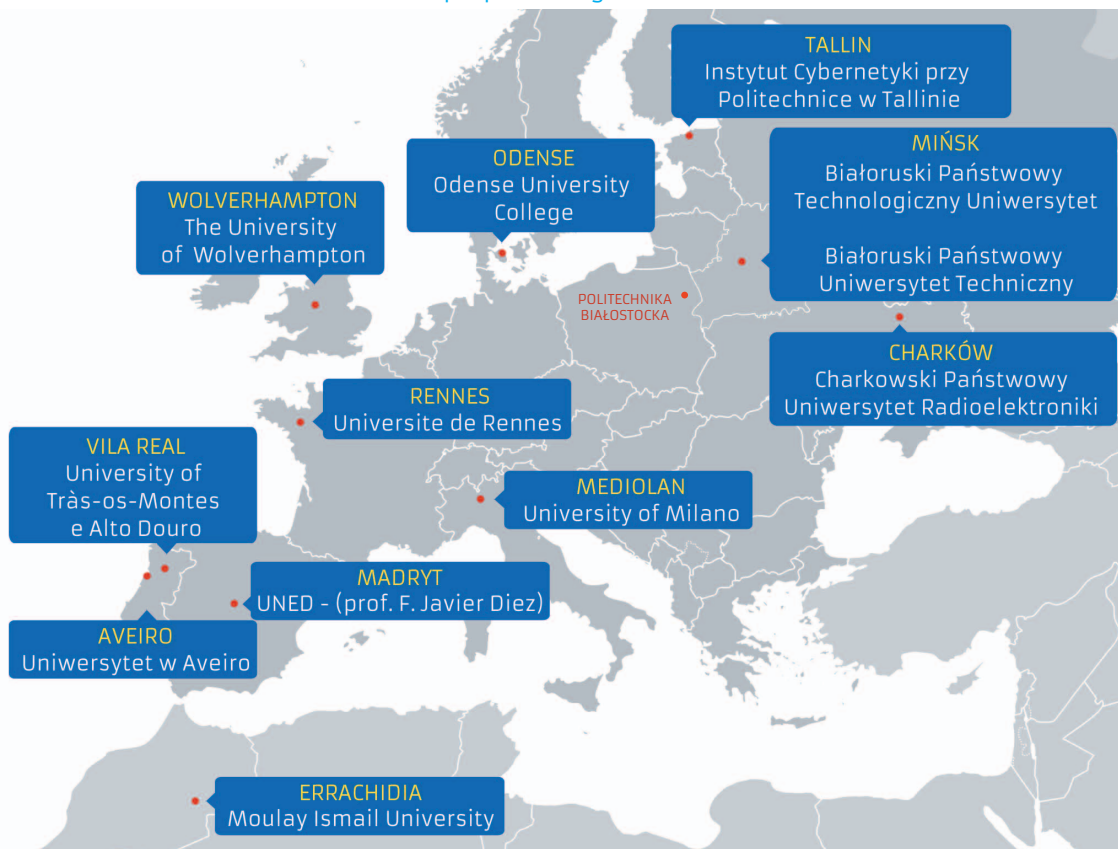 TALLIN
Instytut Cybernetyki przy
Politechnice w Tallinie
MIŃSK
Białoruski Państwowy
Technologiczny Uniwersytet
Białoruski Państwowy
Uniwersytet Techniczny
ODENSE
Odense University
College
WOLVERHAMPTON
The University
of Wolverhampton
POLITECHNIKA
BIAŁOSTOCKA
CHARKÓW
Charkowski Państwowy
Uniwersytet Radioelektroniki
RENNES
Universite de Rennes
VILA REAL
University of
Tràs-os-Montes
e Alto Douro
MEDIOLAN
University of Milano
MADRYT
UNED - (prof. F. Javier Diez)
AVEIRO
Uniwersytet w Aveiro
ERRACHIDIA
Moulay Ismail University